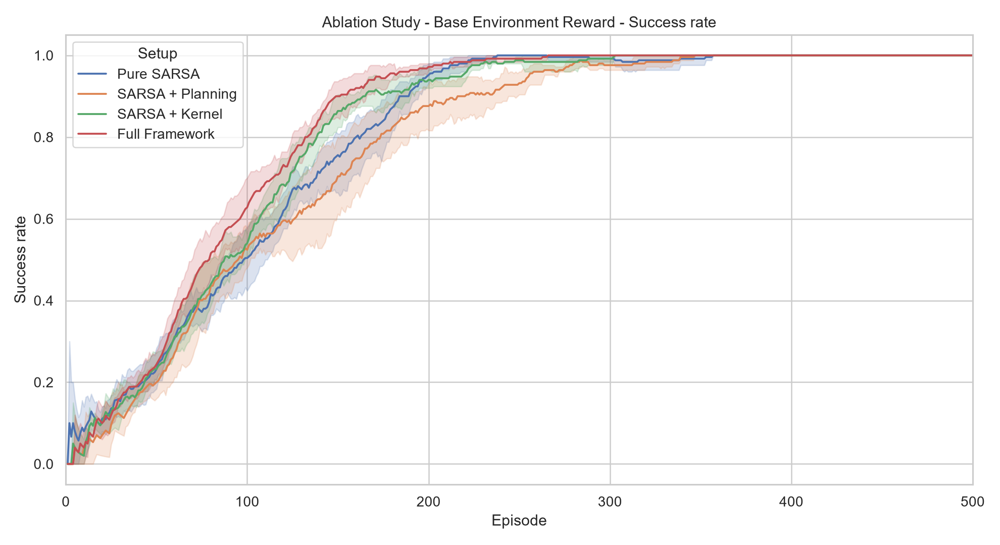 Ablation Study - Base Environment Reward - Success rate
Setup
Pure SARSA
SARSA + Planning
SARSA + Kernel
Full Framework
Success rate
1.0
0.8
0.6
0.4
0.2
0.0
0 100 200 300 400 500
Episode